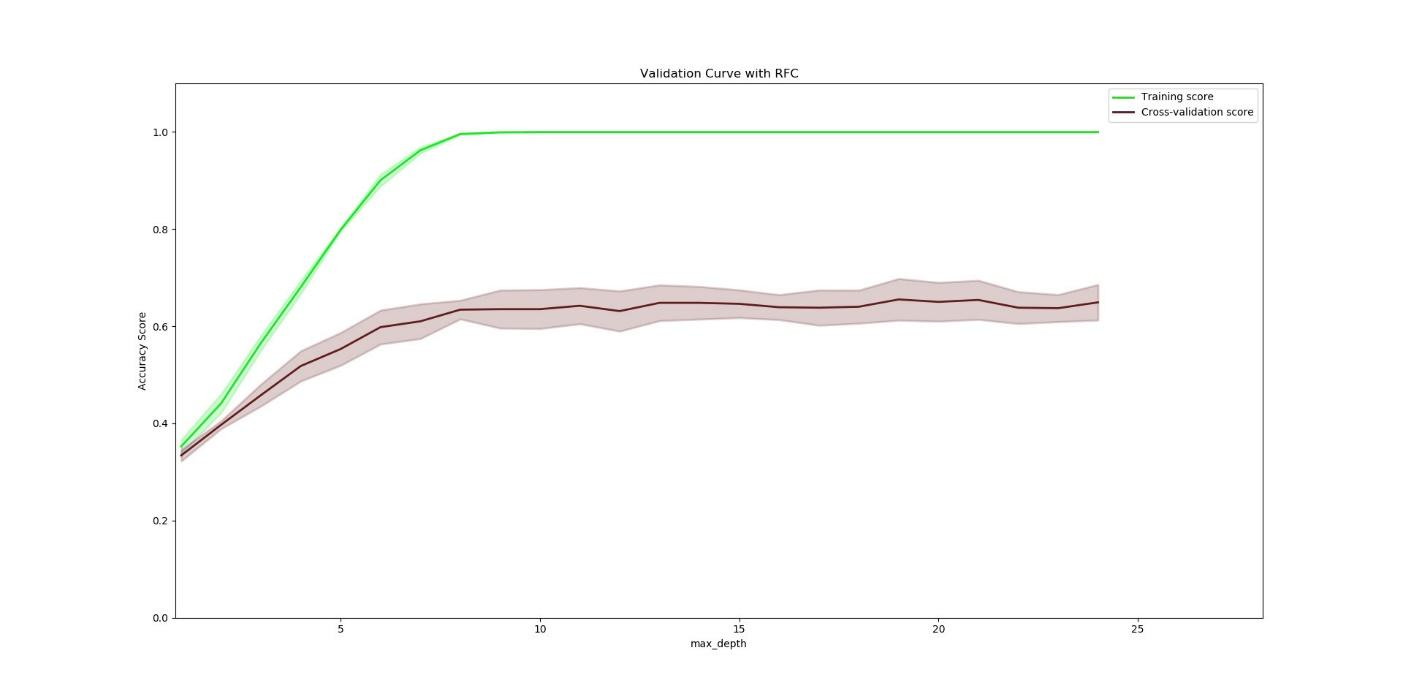 Validation Curve with RFC
Training score
Cross-validation score
1.0
0.8
0.6
0.4
0.2
0.0
Accuracy Score
5 10 15 20 25
max_depth